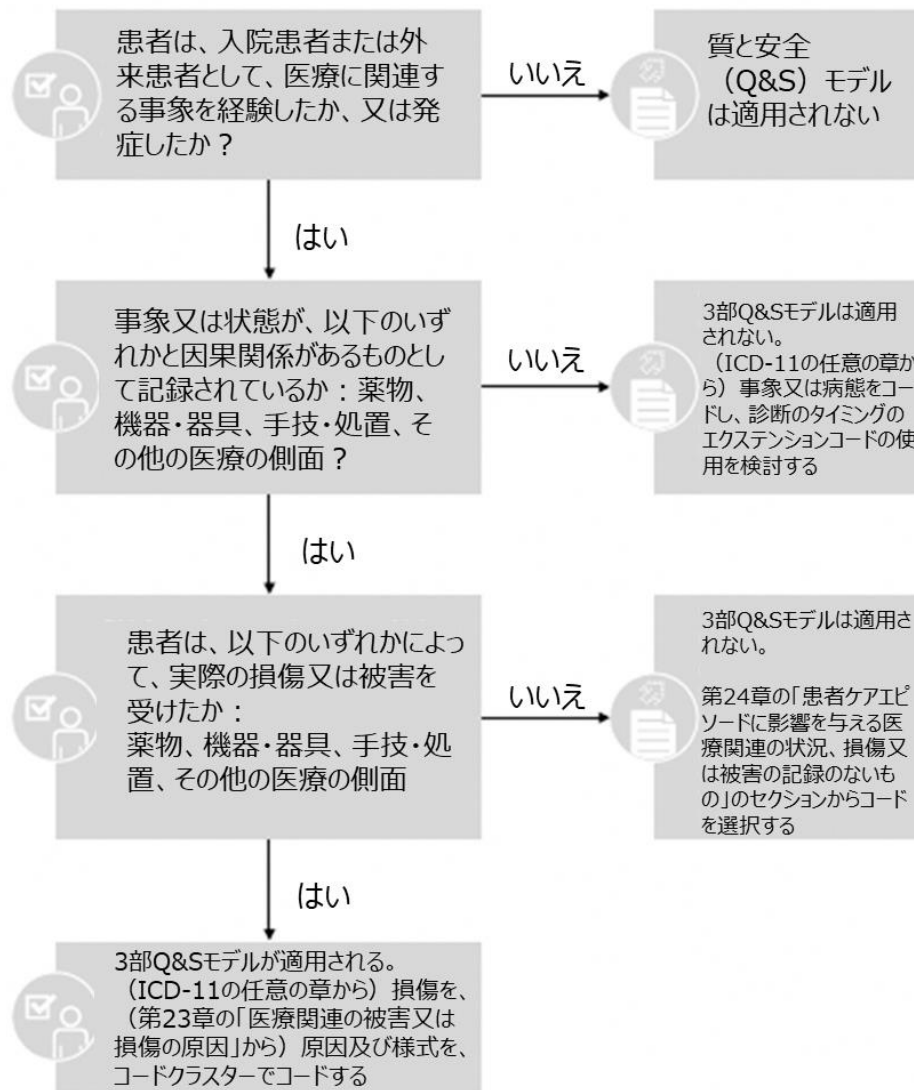 患者は、入院患者または外
来患者として、医療に関連す
る事象を経験したか、又は発
症したか？
いいえ
質と安全
（Q&S）モデル
は適用されない
はい
事象又は状態が、以下のいず
れかと因果関係があるものとし
て記録されているか：薬物、
機器・器具、手技・処置、そ
の他の医療の側面？
いいえ
3部Q&Sモデルは適用
されない。
（ICD-11の任意の章か
ら）事象又は病態をコー
ドし、診断のタイミングの
エクステンションコードの使
用を検討する
はい
患者は、以下のいずれかによっ
て、実際の損傷又は被害を
受けたか：
薬物、機器・器具、手技・処
置、その他の医療の側面
いいえ
3部Q&Sモデルは適用さ
れない。
第24章の「患者ケアエピ
ソードに影響を与える医
療関連の状況、損傷又
は被害の記録のないも
の」のセクションからコード
を選択する
はい
3部Q&Sモデルが適用される。
（ICD-11の任意の章から）損傷を、
（第23章の「医療関連の被害又は
損傷の原因」から）原因及び様式を、
コードクラスターでコードする